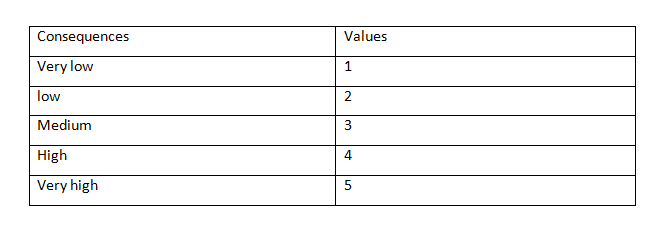 Consequences Values
Very low 1
low 2
Medium 3
High 4
Very high 5